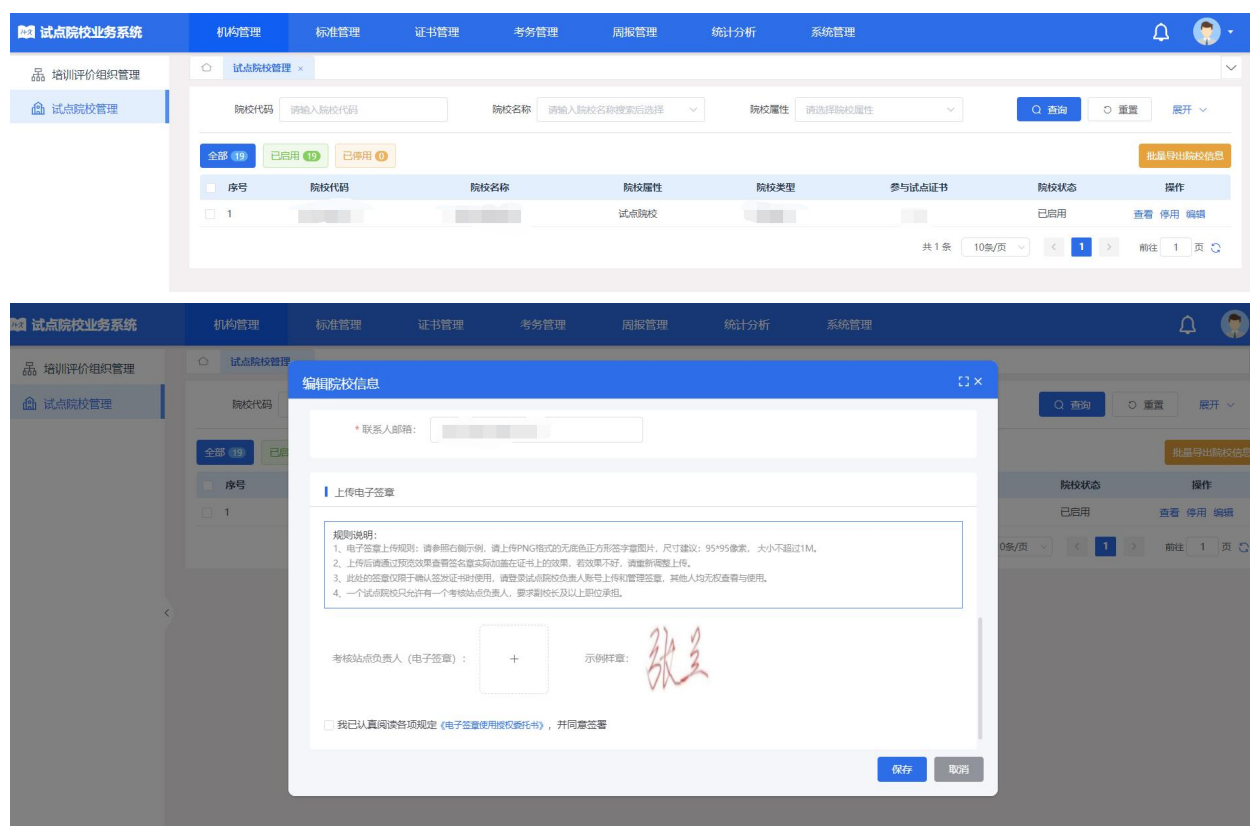 试点院校业务系统 机构管理 标准管理 证书管理 考务管理 周报管理 统计分析 系统管理
培训评价组织管理
试点院校管理 ×
试点院校管理
院校代码 请输入院校代码 院校名称 请输入院校名称搜索后选择 院校属性 请选择院校属性 查询 重置 展开
全部 19 已启用 19 已停用 0 批量导出院校信息
序号 院校代码 院校名称 院校属性 院校类型 参与试点证书 院校状态 操作
1 试点院校 已启用 查看 停用 编辑
共 1 条 10条/页 1 前往 1 页
试点院校业务系统 机构管理 标准管理 证书管理 考务管理 周报管理 统计分析 系统管理
培训评价组织管理
试点院校管理
试点院校管理
院校代码 查询 重置 展开
全部 19 已启 批量导出院校信息
序号 院校状态 操作
1 已启用 查看 停用 编辑
0条/页 1 前往 1 页
编辑院校信息
* 联系人邮箱：
上传电子签章
规则说明：
1、电子签章上传规则：请参照右侧示例，请上传PNG格式的无底色正方形签字章图片，尺寸建议：95*95像素， 大小不超过1M。
2、上传后请通过预览效果查看签名章实际加盖在证书上的效果，若效果不好，请重新调整上传。
3、此处的签章仅限于确认签发证书时使用，请登录试点院校负责人账号上传和管理签章，其他人均无权查看与使用。
4、一个试点院校只允许有一个考核站点负责人，要求副校长及以上职位承担。
考核站点负责人（电子签章）： + 示例样章：
我已认真阅读各项规定《电子签章使用授权委托书》，并同意签署
保存 取消